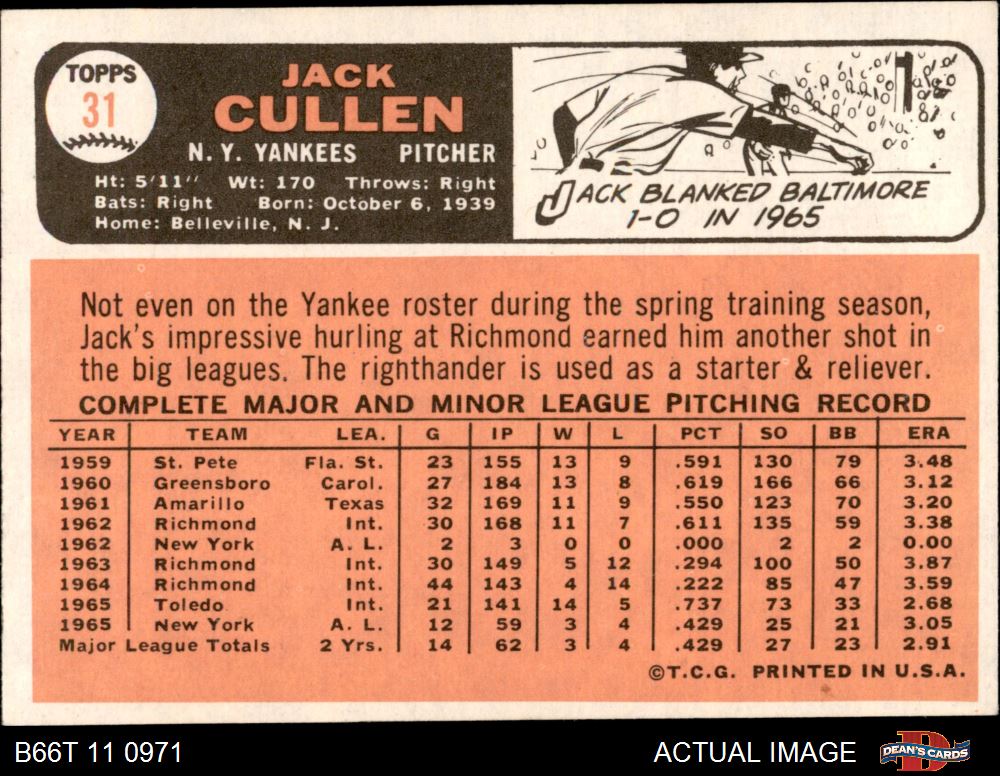 TOPPS
31
JACK
CULLEN
N. Y. YANKEES PITCHER
Ht: 5'11" Wt: 170 Throws: Right
Bats: Right Born: October 6, 1939
Home: Belleville, N. J.
JACK BLANKED BALTIMORE
1-0 IN 1965
Not even on the Yankee roster during the spring training season,
Jack's impressive hurling at Richmond earned him another shot in
the big leagues. The righthander is used as a starter & reliever.
COMPLETE MAJOR AND MINOR LEAGUE PITCHING RECORD
YEAR TEAM LEA. G IP W L PCT SO BB ERA
1959 St. Pete Fla. St. 23 155 13 9 .591 130 79 3.48
1960 Greensboro Carol. 27 184 13 8 .619 166 66 3.12
1961 Amarillo Texas 32 169 11 9 .550 123 70 3.20
1962 Richmond Int. 30 168 11 7 .611 135 59 3.38
1962 New York A. L. 2 3 0 0 .000 2 2 0.00
1963 Richmond Int. 30 149 5 12 .294 100 50 3.87
1964 Richmond Int. 44 143 4 14 .222 85 47 3.59
1965 Toledo Int. 21 141 14 5 .737 73 33 2.68
1965 New York A. L. 12 59 3 4 .429 25 21 3.05
Major League Totals 2 Yrs. 14 62 3 4 .429 27 23 2.91
©T.C.G. PRINTED IN U.S.A.
B66T 11 0971 ACTUAL IMAGE DEAN'S CARDS